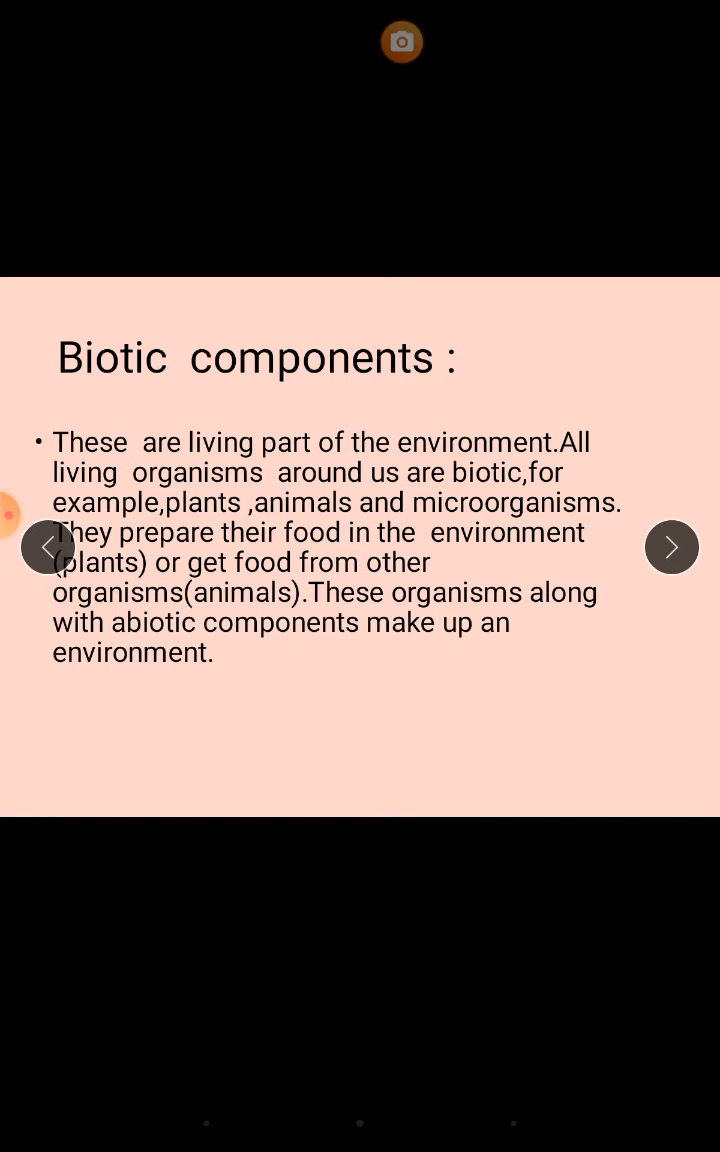 Biotic  components :
• These  are living part of the environment.All
living  organisms  around us are biotic,for
example,plants ,animals and microorganisms.
They prepare their food in the  environment
(plants) or get food from other
organisms(animals).These organisms along
with abiotic components make up an
environment.